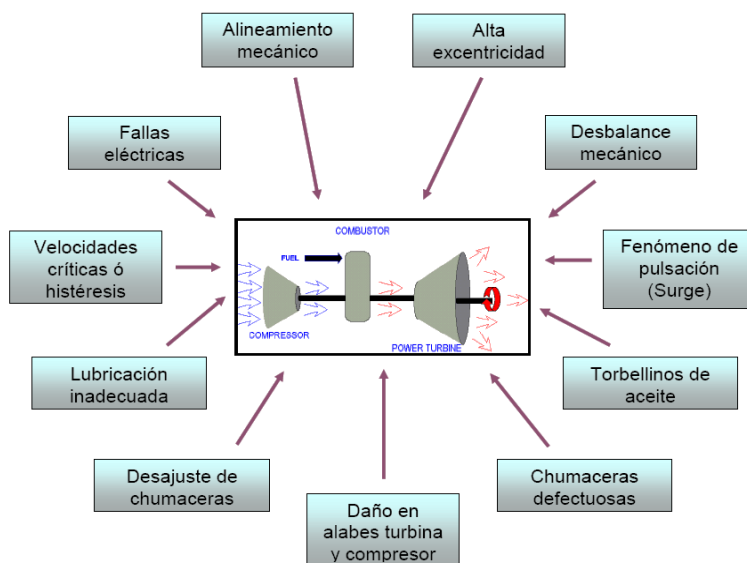 Alineamiento
mecánico
Alta
excentricidad
Fallas
eléctricas
Desbalance
mecánico
Velocidades
críticas ó
histéresis
COMBUSTOR
FUEL
COMPRESSOR
POWER TURBINE
Fenómeno de
pulsación
(Surge)
Lubricación
inadecuada
Torbellinos de
aceite
Desajuste de
chumaceras
Daño en
alabes turbina
y compresor
Chumaceras
defectuosas